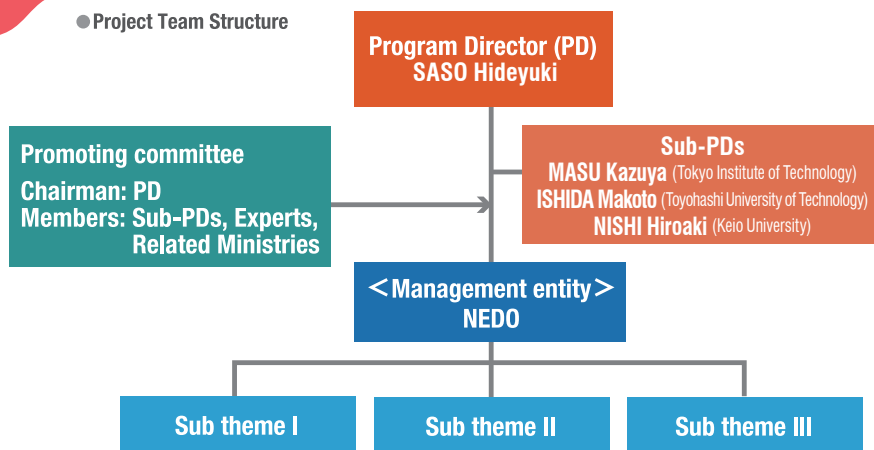 ●Project Team Structure
Program Director (PD)
SASO Hideyuki
Promoting committee
Chairman: PD
Members: Sub-PDs, Experts,
Related Ministries
Sub-PDs
MASU Kazuya (Tokyo Institute of Technology)
ISHIDA Makoto (Toyohashi University of Technology)
NISHI Hiroaki (Keio University)
＜Management entity＞
NEDO
Sub theme I
Sub theme II
Sub theme III